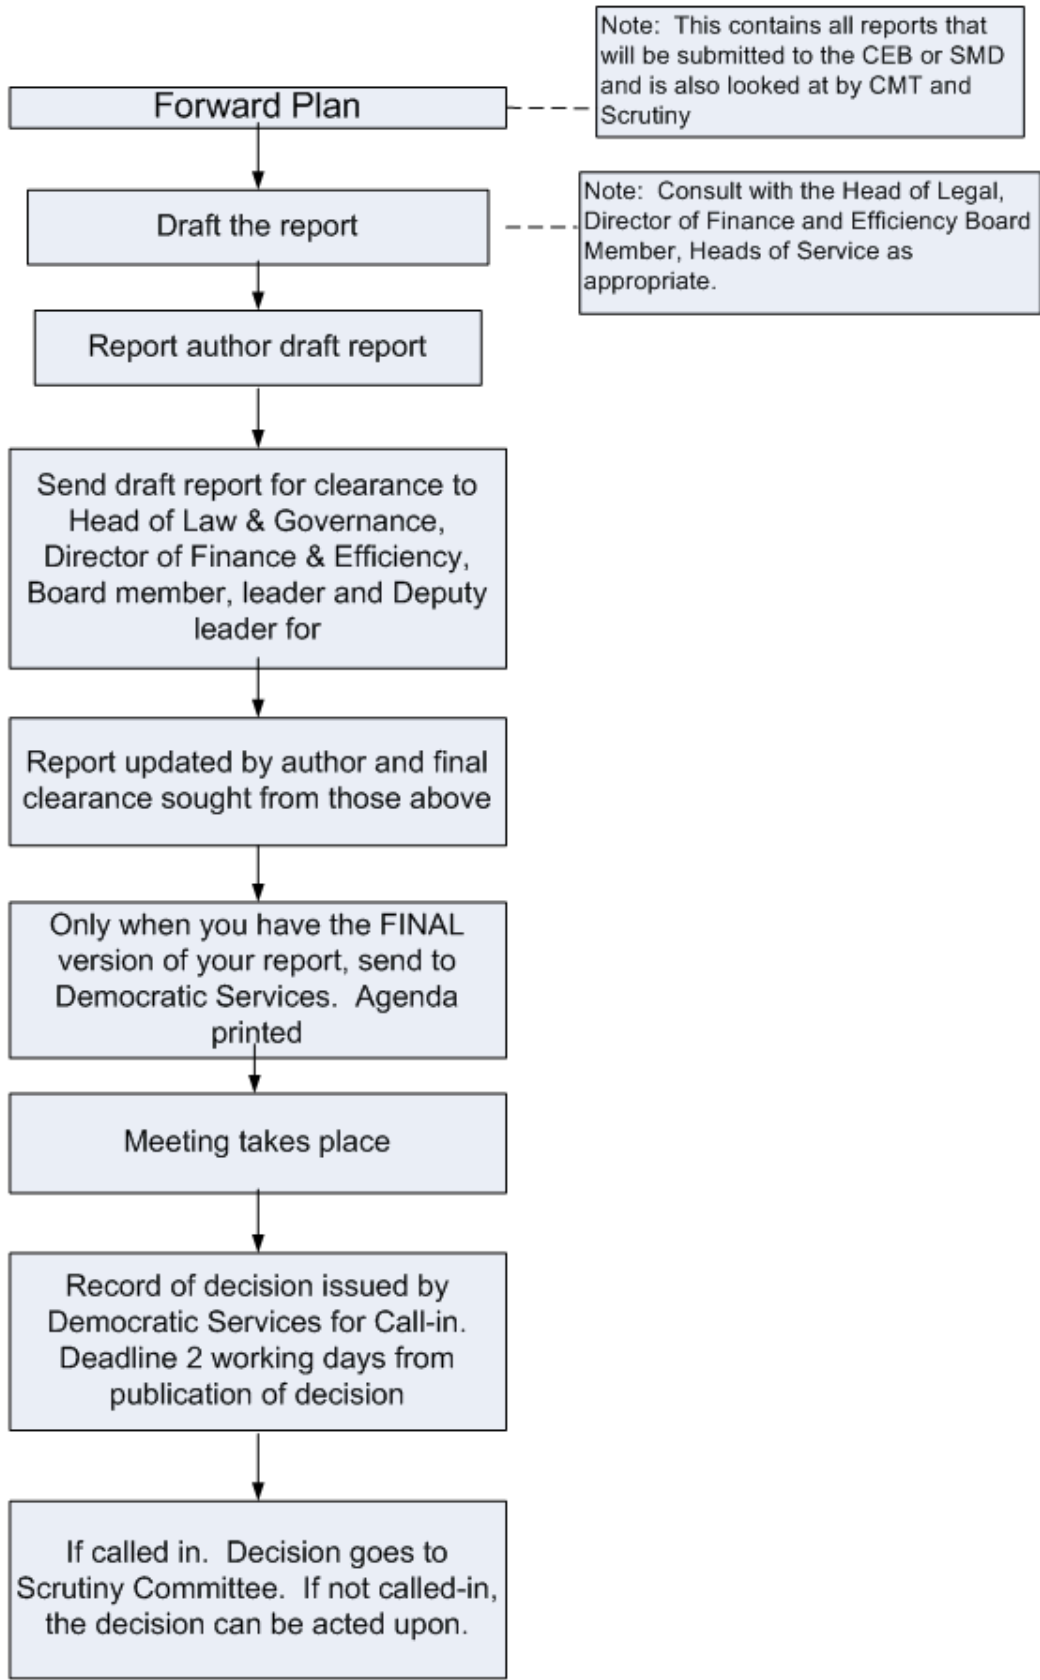 Forward Plan
Note:  This contains all reports that
will be submitted to the CEB or SMD
and is also looked at by CMT and
Scrutiny
Draft the report
Note:  Consult with the Head of Legal,
Director of Finance and Efficiency Board
Member, Heads of Service as
appropriate.
Report author draft report
Send draft report for clearance to
Head of Law & Governance,
Director of Finance & Efficiency,
Board member, leader and Deputy
leader for
Report updated by author and final
clearance sought from those above
Only when you have the FINAL
version of your report, send to
Democratic Services.  Agenda
printed
Meeting takes place
Record of decision issued by
Democratic Services for Call-in.
Deadline 2 working days from
publication of decision
If called in.  Decision goes to
Scrutiny Committee.  If not called-in,
the decision can be acted upon.